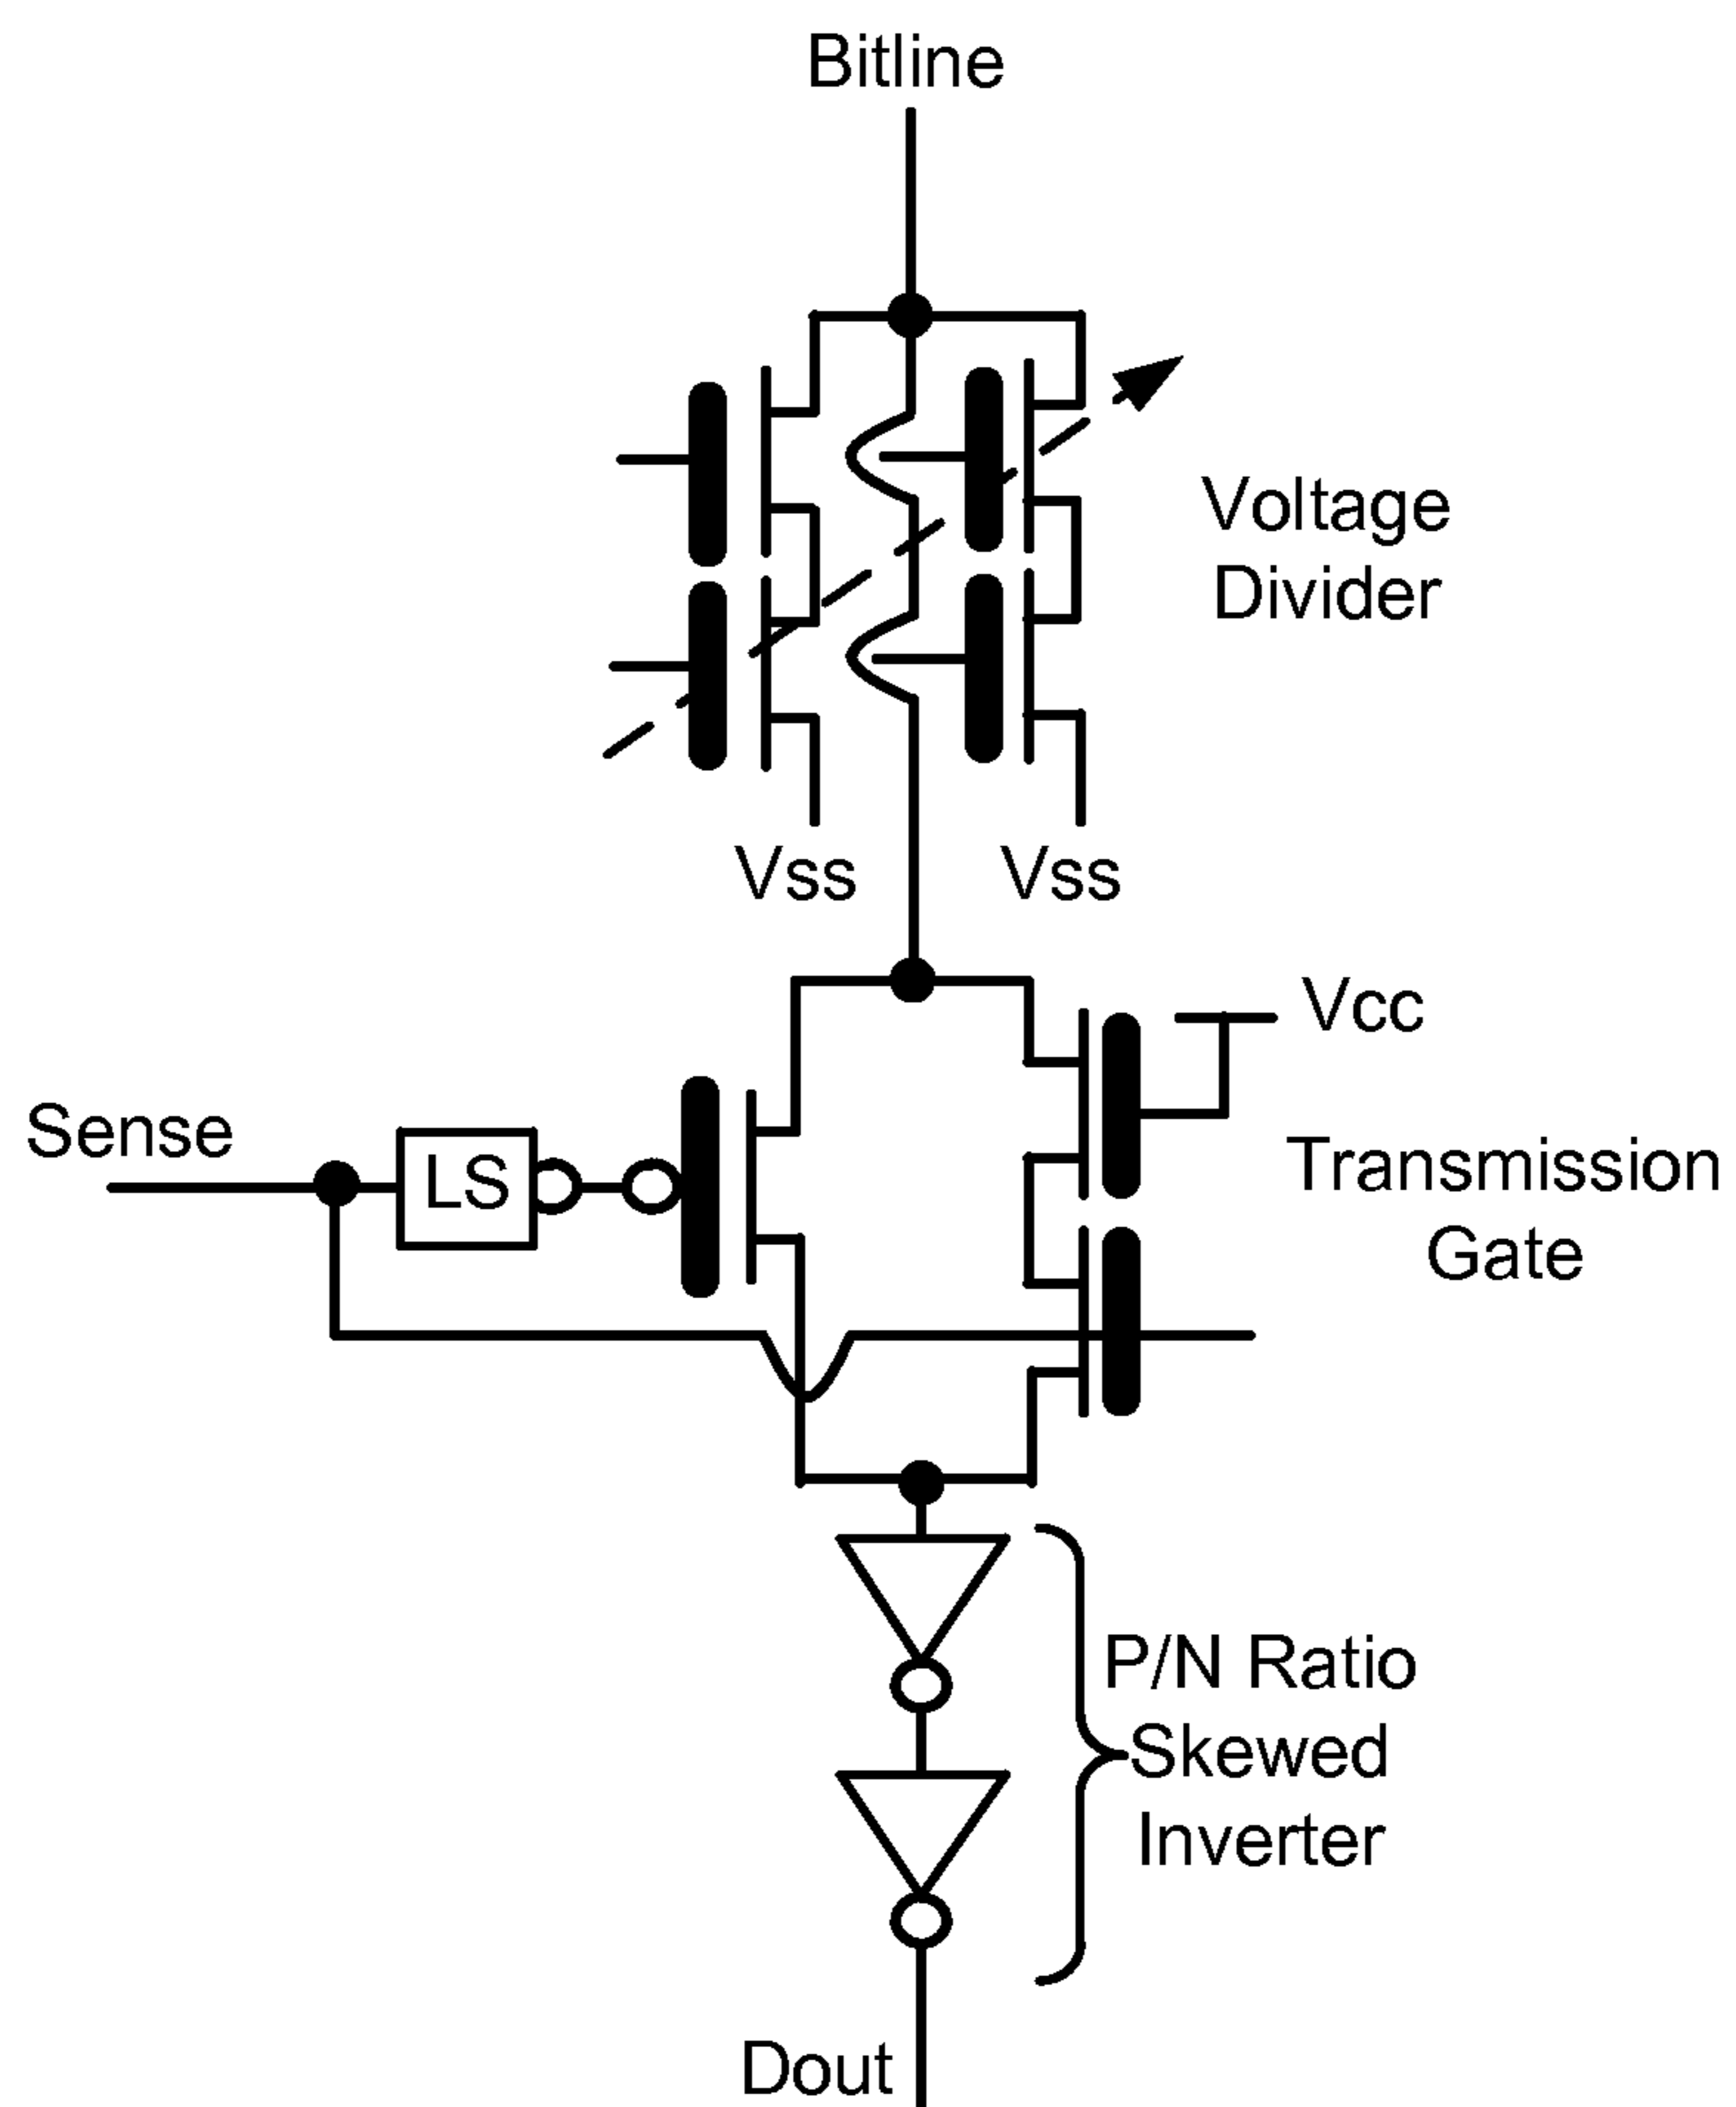 Bitline
Voltage
Divider
Vss
Vss
Vcc
Sense
LS
Transmission
Gate
P/N Ratio
Skewed
Inverter
Dout